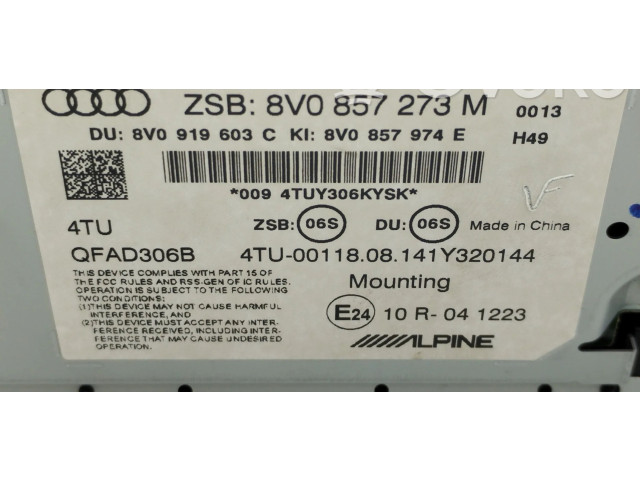 ZSB: 8V0 857 273 M 0013
DU: 8V0 919 603 C KI: 8V0 857 974 E H49
*009 4TUY306KYSK*
4TU ZSB: 06S DU: 06S Made in China
QFAD306B 4TU-00118.08.141Y320144
THIS DEVICE COMPLIES WITH PART 15 OF
THE FCC RULES AND RSS-GEN OF IC RULES.
OPERATION IS SUBJECT TO THE FOLLOWING
TWO CONDITIONS:
(1)THIS DEVICE MAY NOT CAUSE HARMFUL
INTERFERENCE, AND
(2)THIS DEVICE MUST ACCEPT ANY INTER-
FERENCE RECEIVED, INCLUDING INTER-
FERENCE THAT MAY CAUSE UNDESIRED
OPERATION.
Mounting
E24 10 R- 04 1223
ALPINE